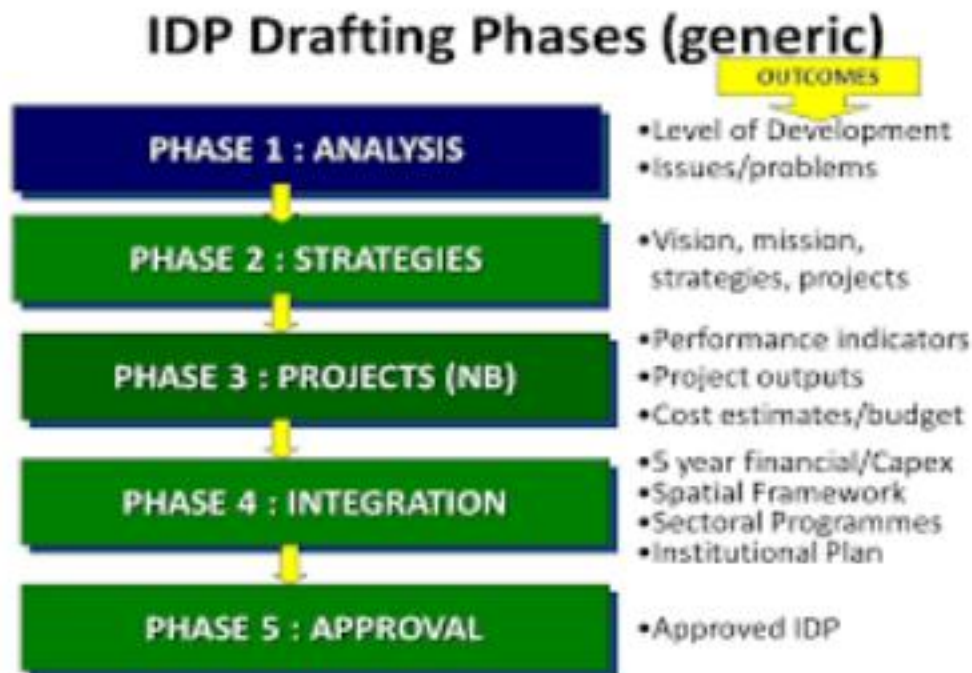 IDP Drafting Phases (generic)
OUTCOMES
PHASE 1 : ANALYSIS
•Level of Development
•Issues/problems
PHASE 2 : STRATEGIES
•Vision, mission,
strategies, projects
PHASE 3 : PROJECTS (NB)
•Performance indicators
•Project outputs
•Cost estimates/budget
PHASE 4 : INTEGRATION
•5 year financial/Capex
•Spatial Framework
•Sectoral Programmes
•Institutional Plan
PHASE 5 : APPROVAL
•Approved IDP